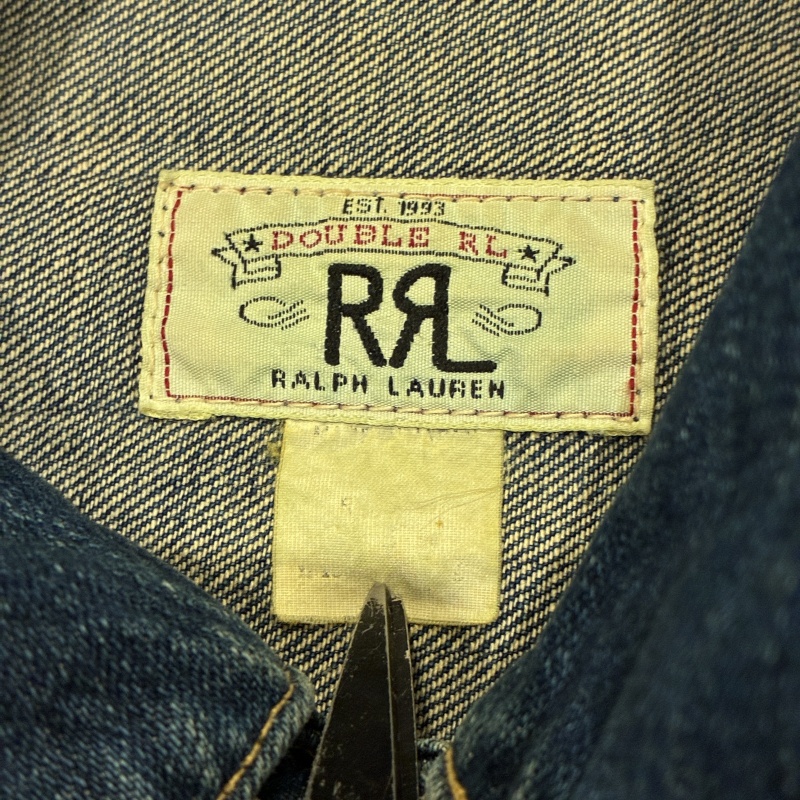 EST. 1993
DOUBLE RL
RRL
RALPH LAUREN